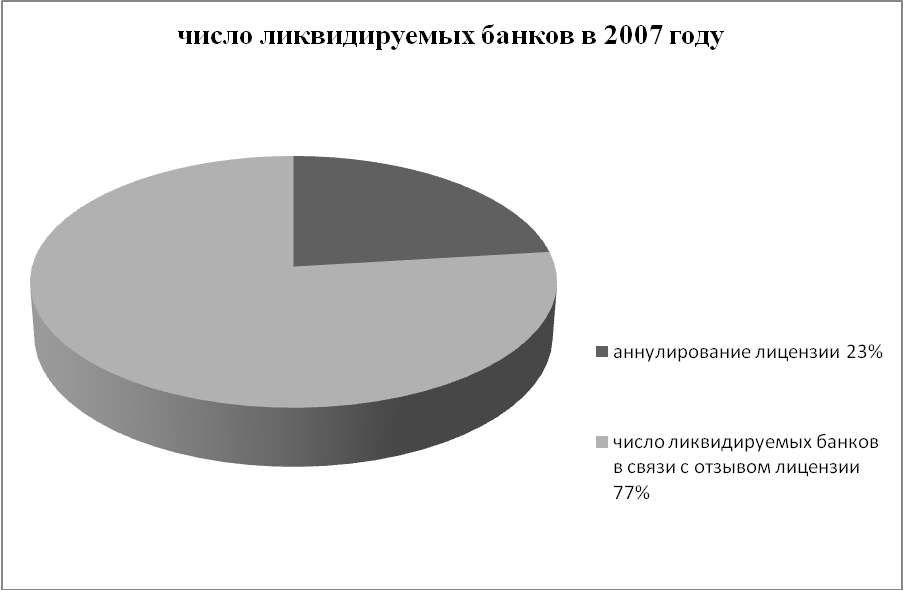 число ликвидируемых банков в 2007 году
аннулирование лицензии 23%
число ликвидируемых банков
в связи с отзывом лицензии
77%